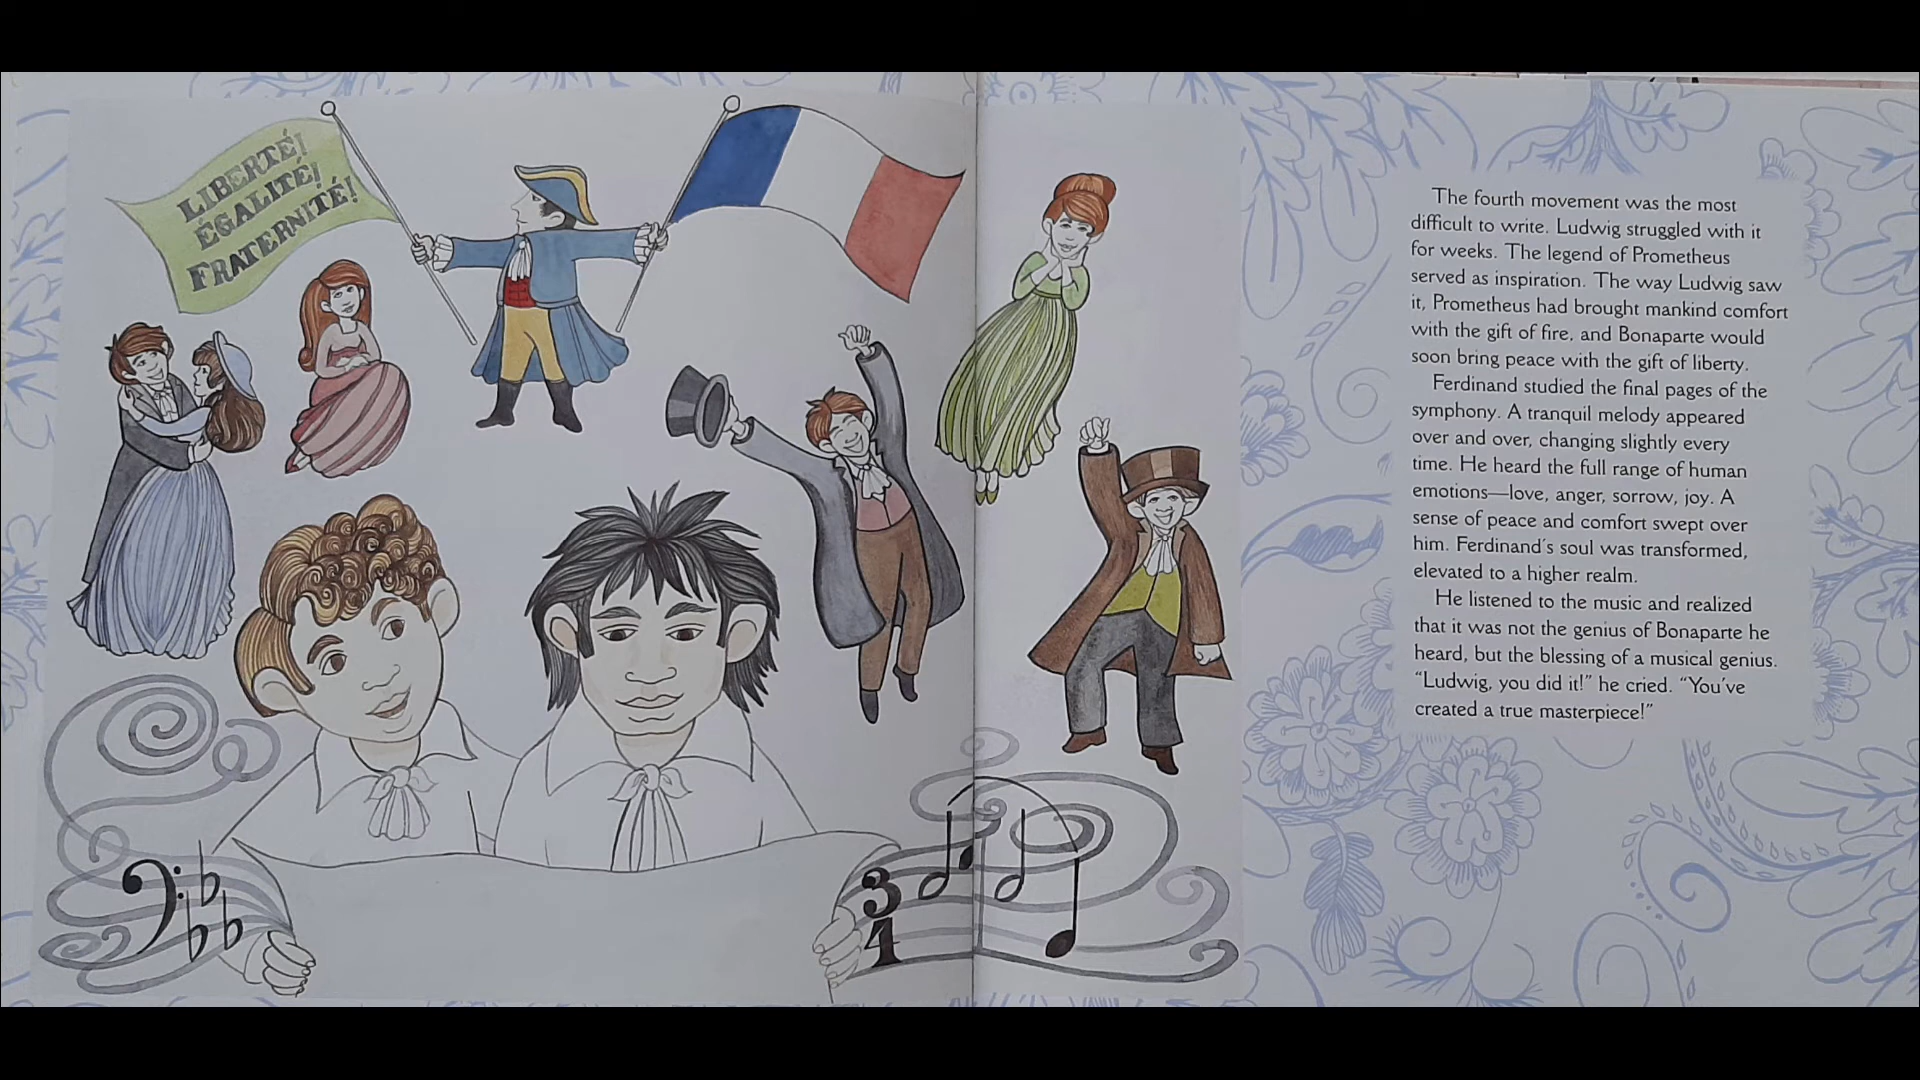 LIBERTÉ!
ÉGALITÉ!
FRATERNITÉ!
3
4
The fourth movement was the most
difficult to write. Ludwig struggled with it
for weeks. The legend of Prometheus
served as inspiration. The way Ludwig saw
it, Prometheus had brought mankind comfort
with the gift of fire, and Bonaparte would
soon bring peace with the gift of liberty.
Ferdinand studied the final pages of the
symphony. A tranquil melody appeared
over and over, changing slightly every
time. He heard the full range of human
emotions—love, anger, sorrow, joy. A
sense of peace and comfort swept over
him. Ferdinand's soul was transformed,
elevated to a higher realm.
He listened to the music and realized
that it was not the genius of Bonaparte he
heard, but the blessing of a musical genius.
"Ludwig, you did it!" he cried. "You've
created a true masterpiece!"